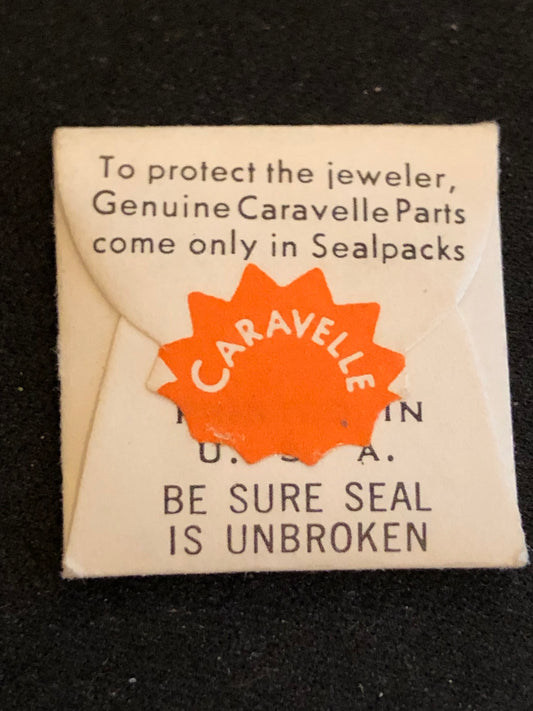 To protect the jeweler,
Genuine Caravelle Parts
come only in Sealpacks
CARAVELLE
IN
U. S. A.
BE SURE SEAL
IS UNBROKEN